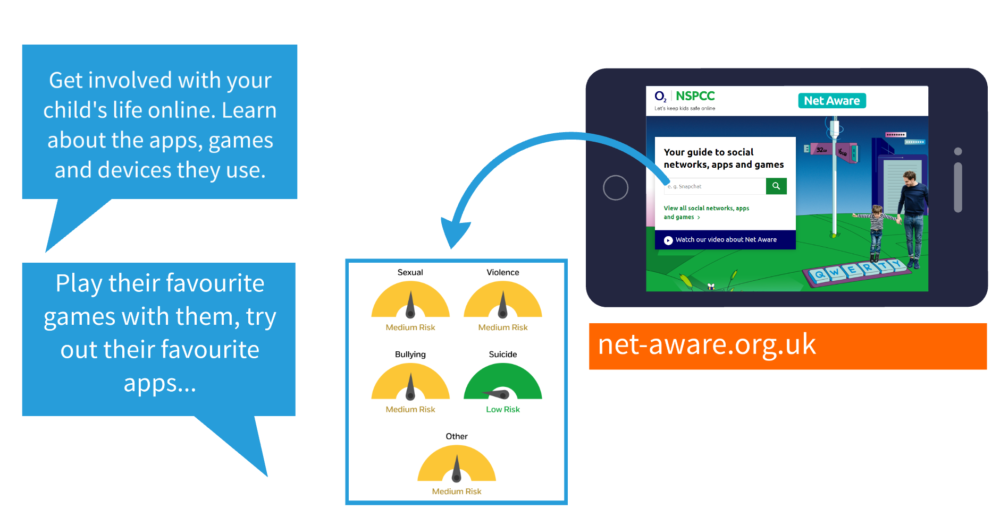 Get involved with your
child's life online. Learn
about the apps, games
and devices they use.
Play their favourite
games with them, try
out their favourite
apps...
Sexual
Medium Risk
Violence
Medium Risk
Bullying
Medium Risk
Suicide
Low Risk
Other
Medium Risk
O2 NSPCC
Let's keep kids safe online
Net Aware
32GB
16GB
********
********
Your guide to social
networks, apps and games
e. g. Snapchat
View all social networks, apps
and games >
Watch our video about Net Aware
QWERTY
net-aware.org.uk